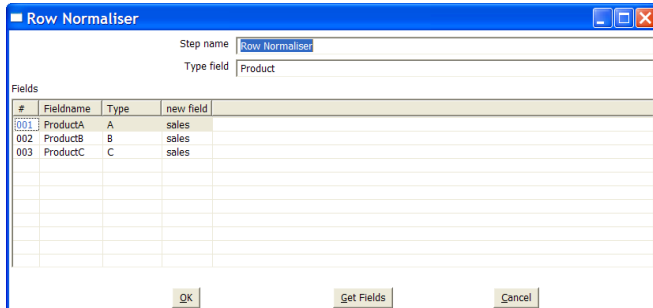 Row Normaliser
Step name Row Normaliser
Type field Product
Fields
# Fieldname Type new field
001 ProductA A sales
002 ProductB B sales
003 ProductC C sales
OK Get Fields Cancel